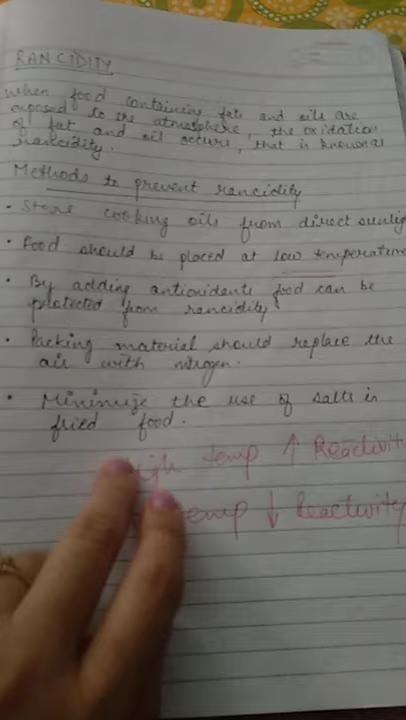 RANCIDITY
When food containing fats and oils are
exposed to the atmosphere, the oxidation
of fat and oil occurs, that is known as
rancidity.
Methods to prevent rancidity
• Store cooking oils from direct sunlig
• Food should be placed at low temperature
• By adding antioxidents food can be
protected from rancidity
• Packing material should replace the
air with nitrogen.
• Minimize the use of salts in
fried food.
igh temp ↑ Reactivit
temp ↓ Reactivity